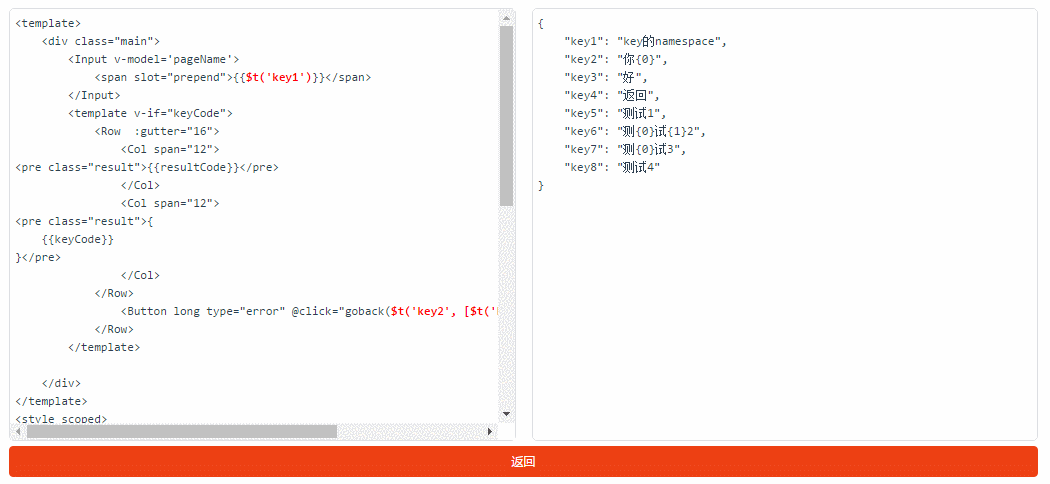 <template>
    <div class="main">
        <Input v-model='pageName'>
            <span slot="prepend">{{$t('key1')}}</span>
        </Input>
        <template v-if="keyCode">
            <Row  :gutter="16">
                <Col span="12">
<pre class="result">{{resultCode}}</pre>
                </Col>
                <Col span="12">
<pre class="result">{
    {{keyCode}}
}</pre>
                </Col>
            </Row>
                <Button long type="error" @click="goback($t('key2', [$t('
            </Row>
        </template>
    </div>
</template>
<style scoped>
{
    "key1": "key的namespace",
    "key2": "你{0}",
    "key3": "好",
    "key4": "返回",
    "key5": "测试1",
    "key6": "测{0}试{1}2",
    "key7": "测{0}试3",
    "key8": "测试4"
}
返回